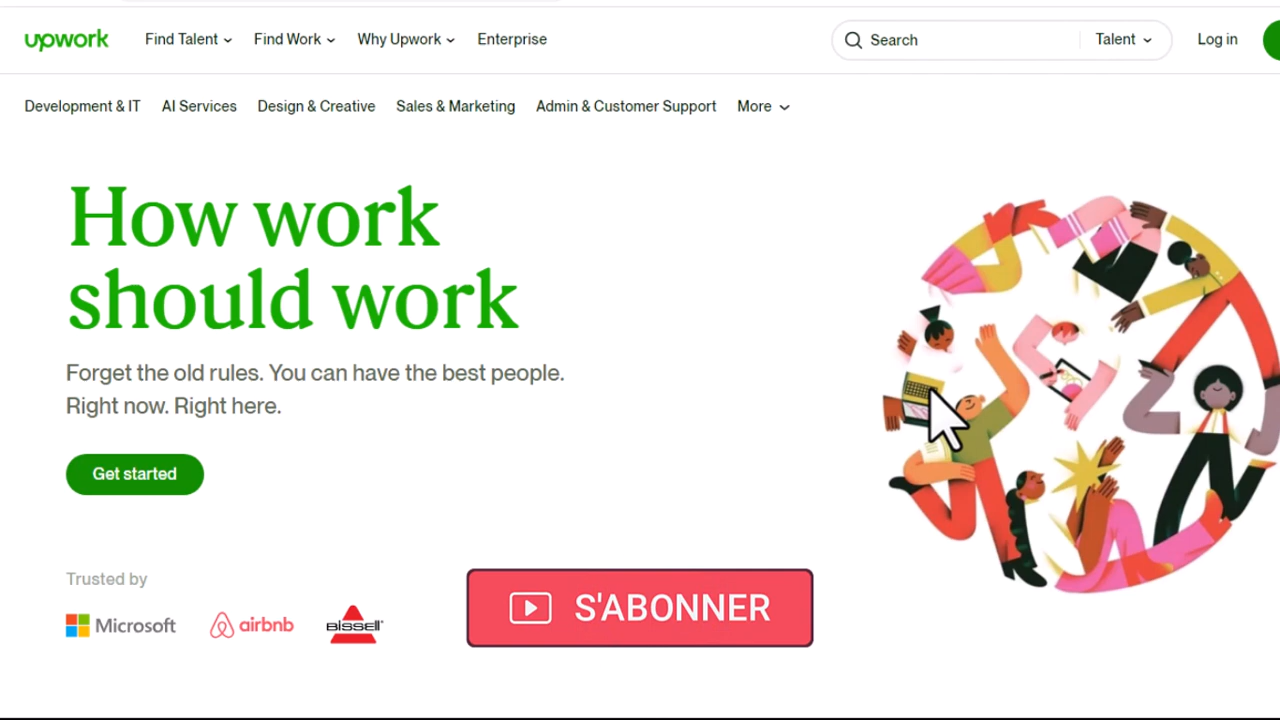 upwork Find Talent Find Work Why Upwork Enterprise Search Talent Log in
Development & IT AI Services Design & Creative Sales & Marketing Admin & Customer Support More
How work
should work
Forget the old rules. You can have the best people.
Right now. Right here.
Get started
Trusted by
Microsoft airbnb BISSELL
S'ABONNER